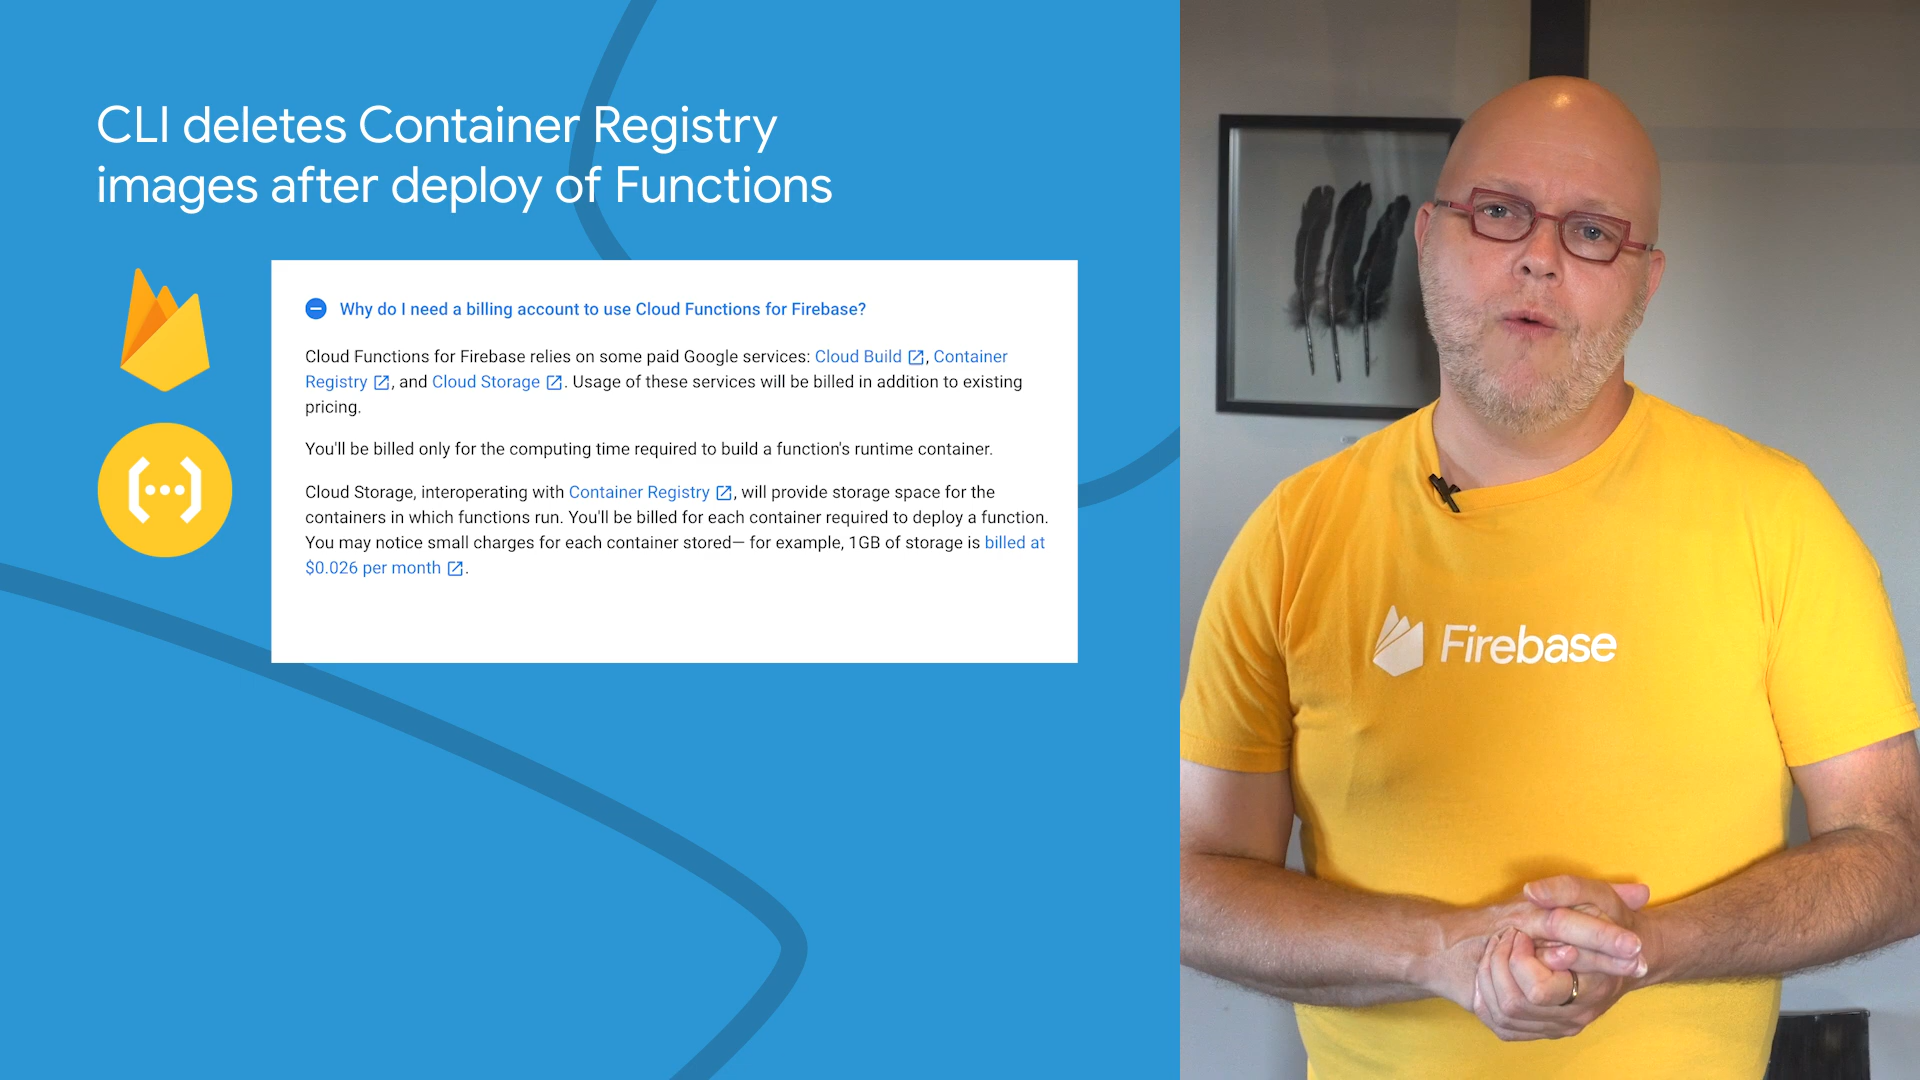 CLI deletes Container Registry
images after deploy of Functions
Why do I need a billing account to use Cloud Functions for Firebase?
Cloud Functions for Firebase relies on some paid Google services: Cloud Build, Container
Registry, and Cloud Storage. Usage of these services will be billed in addition to existing
pricing.
You'll be billed only for the computing time required to build a function's runtime container.
Cloud Storage, interoperating with Container Registry, will provide storage space for the
containers in which functions run. You'll be billed for each container required to deploy a function.
You may notice small charges for each container stored— for example, 1GB of storage is billed at
$0.026 per month.
Firebase